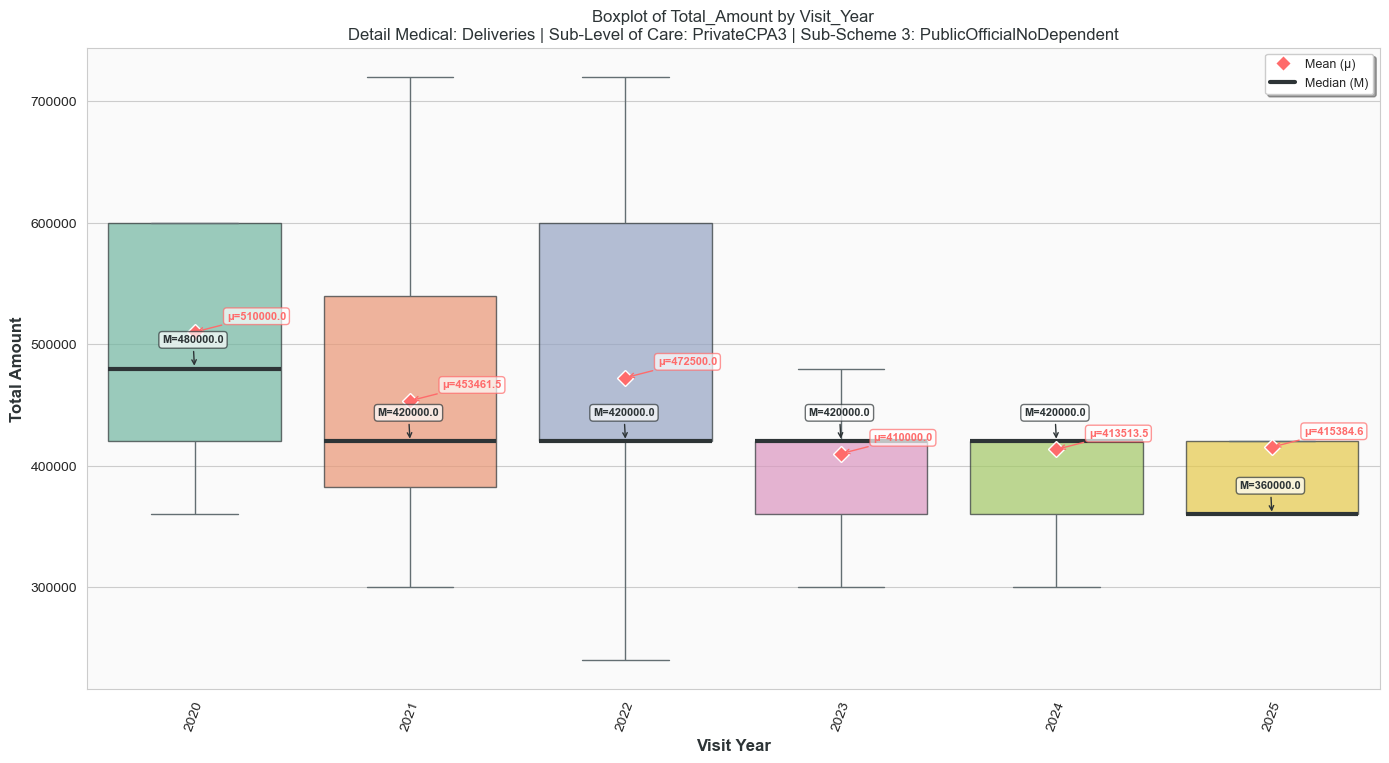 Boxplot of Total_Amount by Visit_Year
Detail Medical: Deliveries | Sub-Level of Care: PrivateCPA3 | Sub-Scheme 3: PublicOfficialNoDependent
Mean (μ)
Median (M)
Total Amount
700000
600000
500000
400000
300000
μ=510000.0
M=480000.0
μ=453461.5
M=420000.0
μ=472500.0
M=420000.0
M=420000.0
μ=410000.0
M=420000.0
μ=413513.5
μ=415384.6
M=360000.0
2020
2021
2022
2023
2024
2025
Visit Year